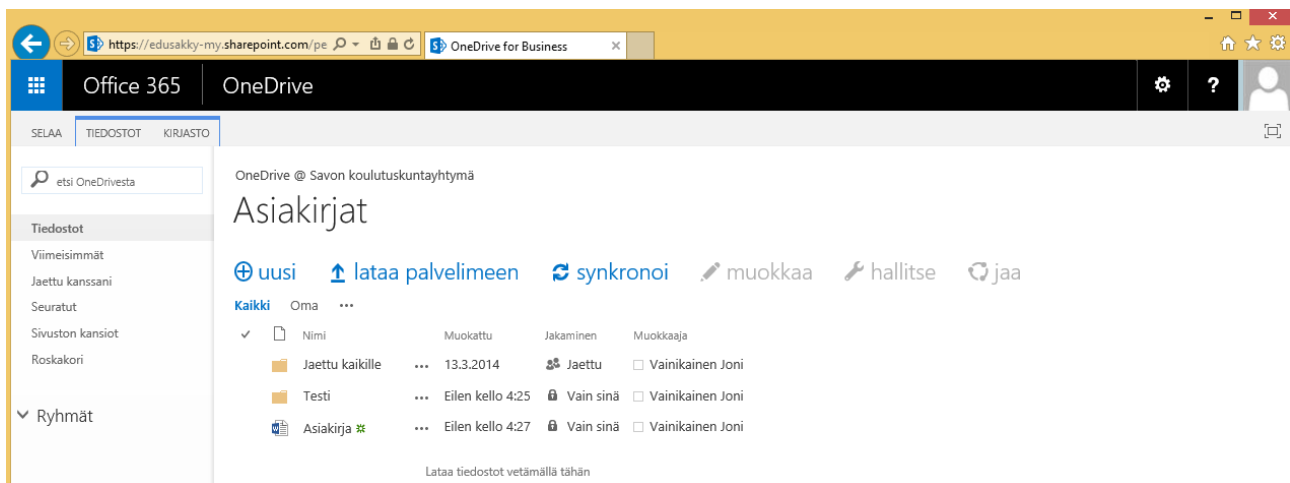 https://edusakky-my.sharepoint.com/pe OneDrive for Business
Office 365 OneDrive ?
SELAA TIEDOSTOT KIRJASTO
etsi OneDrivesta
Tiedostot
Viimeisimmät
Jaettu kanssani
Seuratut
Sivuston kansiot
Roskakori
Ryhmät
OneDrive @ Savon koulutuskuntayhtymä
Asiakirjat
uusi lataa palvelimeen synkronoi muokkaa hallitse jaa
Kaikki Oma •••
Nimi Muokattu Jakaminen Muokkaaja
Jaettu kaikille ••• 13.3.2014 Jaettu Vainikainen Joni
Testi ••• Eilen kello 4:25 Vain sinä Vainikainen Joni
Asiakirja ••• Eilen kello 4:27 Vain sinä Vainikainen Joni
Lataa tiedostot vetämällä tähän